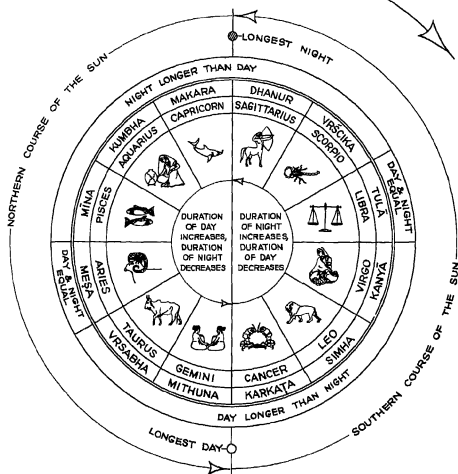 LONGEST NIGHT
NORTHERN COURSE OF THE SUN
NIGHT LONGER THAN DAY
MAKARA
CAPRICORN
DHANUR
SAGITTARIUS
KUMBHA
AQUARIUS
VRŚCIKA
SCORPIO
MĪNA
PISCES
DAY & NIGHT
EQUAL
TULĀ
LIBRA
DURATION
OF DAY
INCREASES,
DURATION
OF NIGHT
DECREASES
DURATION
OF NIGHT
INCREASES,
DURATION
OF DAY
DECREASES
DAY & NIGHT
EQUAL
MEṢA
ARIES
VIRGO
KANYĀ
TAURUS
VRSABHA
LEO
SIMHA
GEMINI
MITHUNA
CANCER
KARKAṬA
DAY LONGER THAN NIGHT
SOUTHERN COURSE OF THE SUN
LONGEST DAY